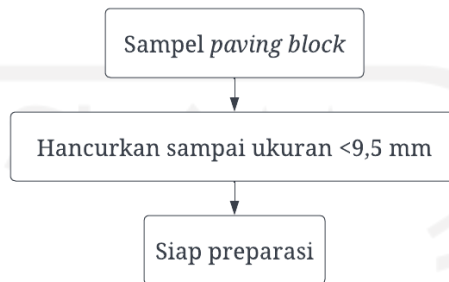 Sampel paving block
Hancurkan sampai ukuran <9,5 mm
Siap preparasi